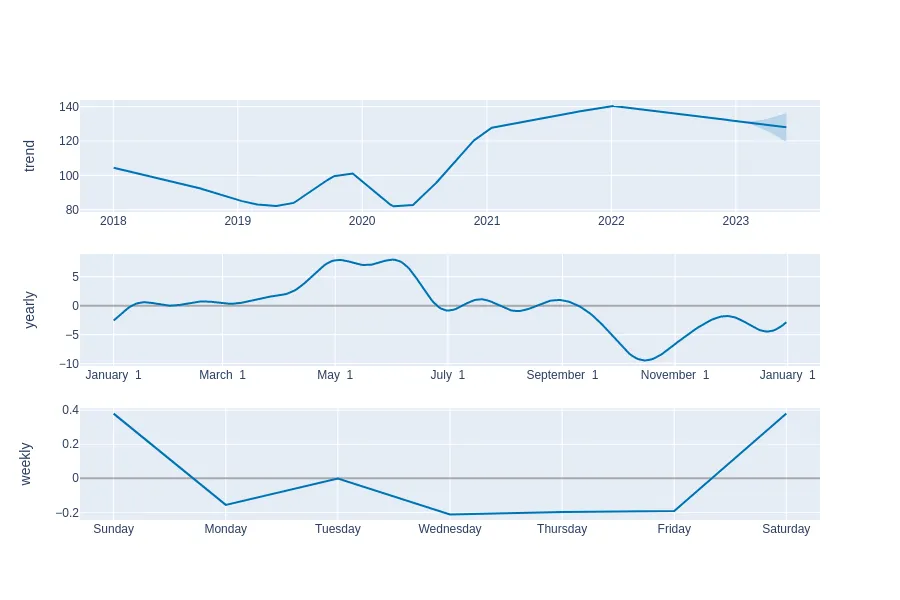 trend
140
120
100
80
2018 2019 2020 2021 2022 2023
yearly
5
0
−5
−10
January 1 March 1 May 1 July 1 September 1 November 1 January 1
weekly
0.4
0.2
0
−0.2
Sunday Monday Tuesday Wednesday Thursday Friday Saturday